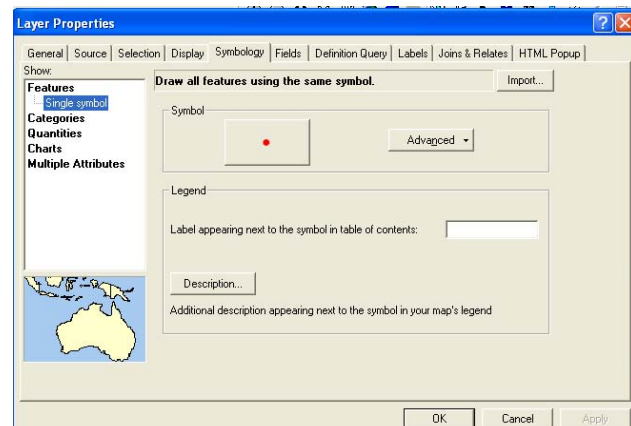 Layer Properties
General Source Selection Display Symbology Fields Definition Query Labels Joins & Relates HTML Popup
Show:
Features
Single symbol
Categories
Quantities
Charts
Multiple Attributes
Draw all features using the same symbol.
Import...
Symbol
Advanced
Legend
Label appearing next to the symbol in table of contents:
Description...
Additional description appearing next to the symbol in your map's legend
OK Cancel Apply